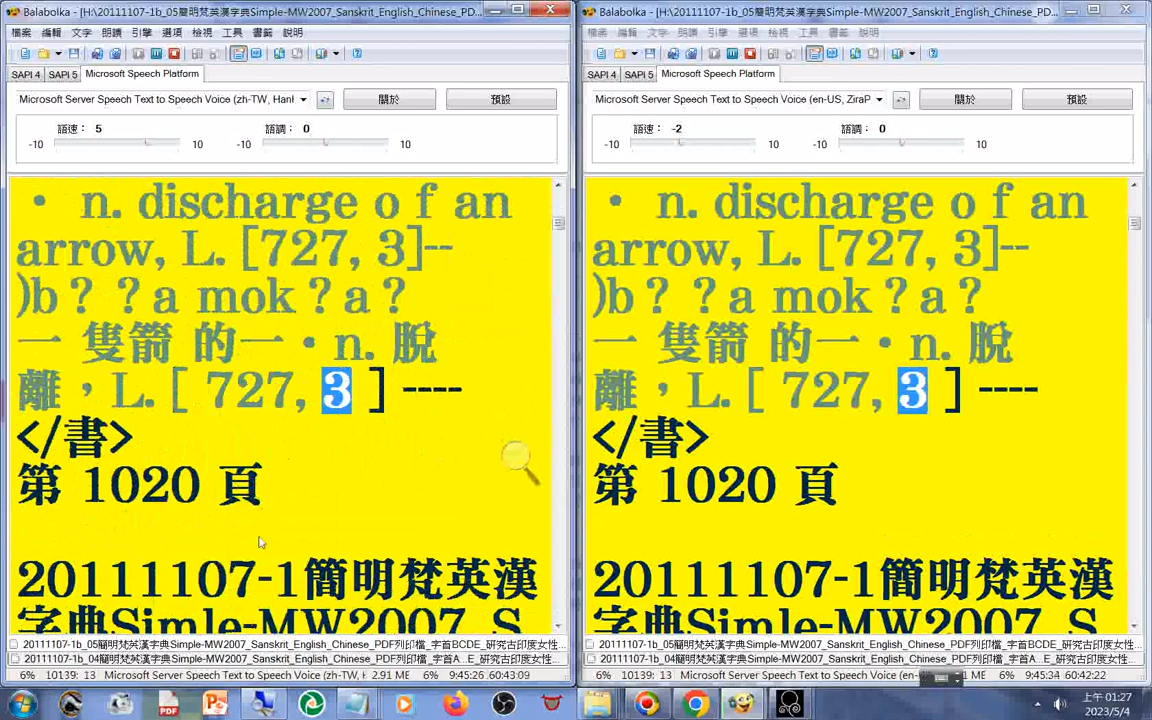 Balabolka - [H:\20111107-1b_05簡明梵英漢字典Simple-MW2007_Sanskrit_English_Chinese_PD...
檔案 編輯 文字 朗讀 引擎 選項 檢視 工具 書籤 說明
SAPI 4 SAPI 5 Microsoft Speech Platform
Microsoft Server Speech Text to Speech Voice (zh-TW, Hanl 關於 預設
語速： 5 語調： 0
-10 10 -10 10
• n. discharge o f an
arrow, L. [727, 3]--
)b？ ？a mok？a？
一 隻箭 的一・n. 脫
離，L. [ 727, 3 ] ----
</書>
第 1020 頁
20111107-1簡明梵英漢
字典Simle-MW2007_S
20111107-1b_05簡明梵英漢字典Simple-MW2007_Sanskrit_English_Chinese_PDF列印檔_字首BCDE_研究古印度女性...
20111107-1b_04簡明梵英漢字典Simple-MW2007_Sanskrit_English_Chinese_PDF列印檔_字首A...E_研究古印度女性...
6% 10139: 13 Microsoft Server Speech Text to Speech Voice (zh-TW, H 2.91 MB 6% 9:45:26 60:43:09
Balabolka - [H:\20111107-1b_05簡明梵英漢字典Simple-MW2007_Sanskrit_English_Chinese_PD...
檔案 編輯 文字 朗讀 引擎 選項 檢視 工具 書籤 說明
SAPI 4 SAPI 5 Microsoft Speech Platform
Microsoft Server Speech Text to Speech Voice (en-US, ZiraP 關於 預設
語速： -2 語調： 0
-10 10 -10 10
• n. discharge o f an
arrow, L. [727, 3]--
)b？ ？a mok？a？
一 隻箭 的一・n. 脫
離，L. [ 727, 3 ] ----
</書>
第 1020 頁
20111107-1簡明梵英漢
字典Simle-MW2007_S
20111107-1b_05簡明梵英漢字典Simple-MW2007_Sanskrit_English_Chinese_PDF列印檔_字首BCDE_研究古印度女性...
20111107-1b_04簡明梵英漢字典Simple-MW2007_Sanskrit_English_Chinese_PDF列印檔_字首A...E_研究古印度女性...
6% 10139: 13 Microsoft Server Speech Text to Speech Voice (en-US, MB 6% 9:45:34 60:42:22
PDF
上午 01:27
2023/5/4